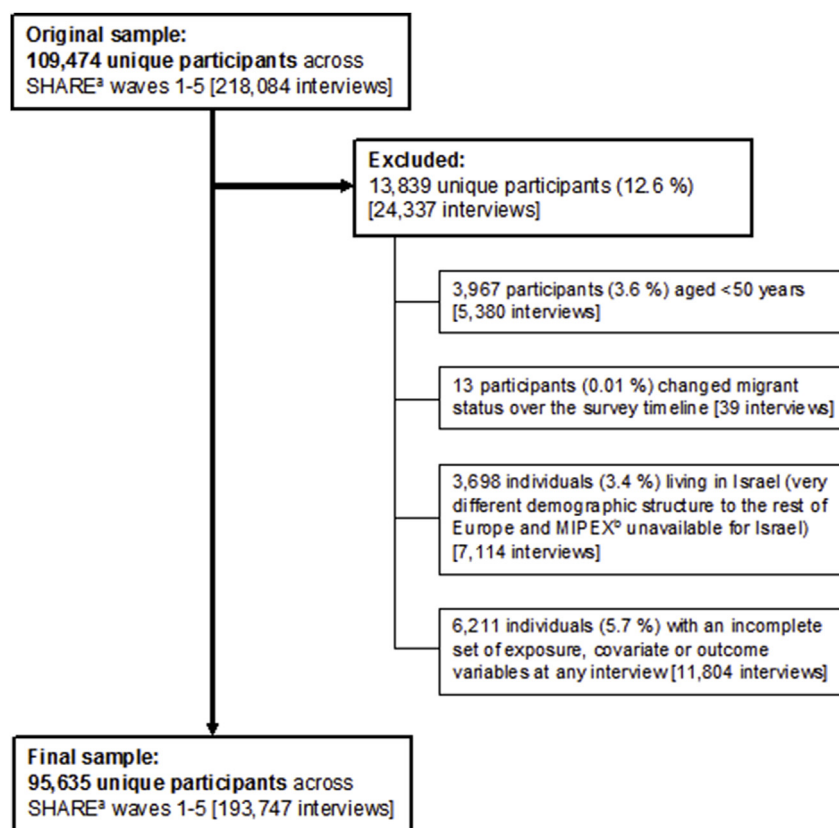 Original sample:
109,474 unique participants across
SHAREª waves 1-5 [218,084 interviews]
Excluded:
13,839 unique participants (12.6 %)
[24,337 interviews]
3,967 participants (3.6 %) aged <50 years
[5,380 interviews]
13 participants (0.01 %) changed migrant
status over the survey timeline [39 interviews]
3,698 individuals (3.4 %) living in Israel (very
different demographic structure to the rest of
Europe and MIPEXº unavailable for Israel)
[7,114 interviews]
6,211 individuals (5.7 %) with an incomplete
set of exposure, covariate or outcome
variables at any interview [11,804 interviews]
Final sample:
95,635 unique participants across
SHAREª waves 1-5 [193,747 interviews]